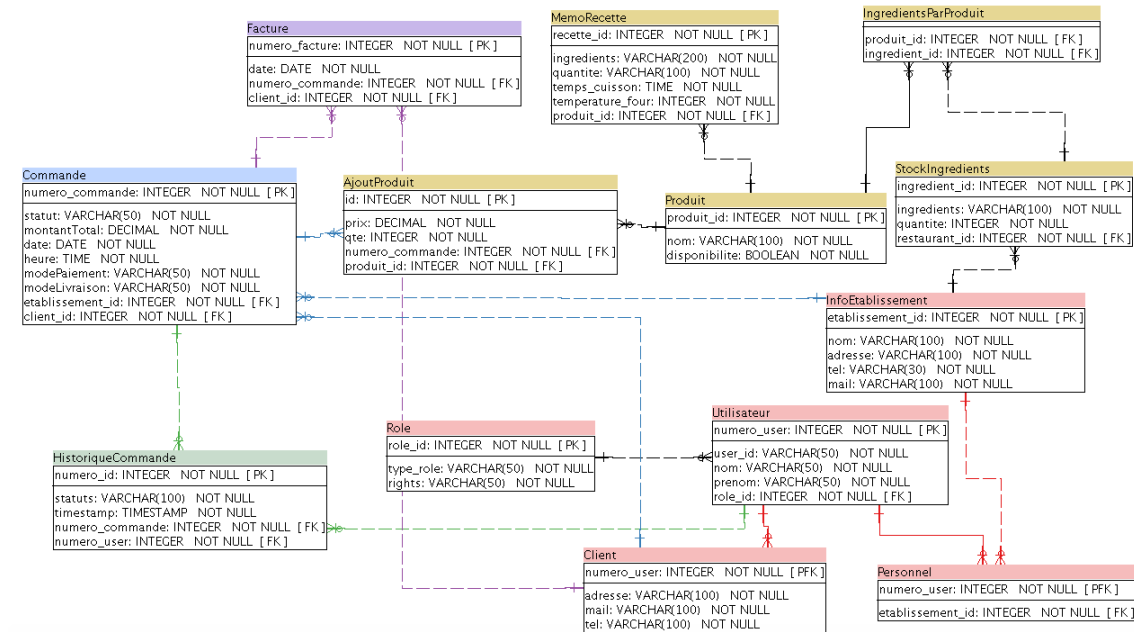 Facture
numero_facture: INTEGER NOT NULL [ PK ]
date: DATE NOT NULL
numero_commande: INTEGER NOT NULL [ FK ]
client_id: INTEGER NOT NULL [ FK ]
MemoRecette
recette_id: INTEGER NOT NULL [ PK ]
ingredients: VARCHAR(200) NOT NULL
quantite: VARCHAR(100) NOT NULL
temps_cuisson: TIME NOT NULL
temperature_four: INTEGER NOT NULL
produit_id: INTEGER NOT NULL [ FK ]
IngredientsParProduit
produit_id: INTEGER NOT NULL [ FK ]
ingredient_id: INTEGER NOT NULL [ FK ]
Commande
numero_commande: INTEGER NOT NULL [ PK ]
statut: VARCHAR(50) NOT NULL
montantTotal: DECIMAL NOT NULL
date: DATE NOT NULL
heure: TIME NOT NULL
modePaiement: VARCHAR(50) NOT NULL
modeLivraison: VARCHAR(50) NOT NULL
etablissement_id: INTEGER NOT NULL [ FK ]
client_id: INTEGER NOT NULL [ FK ]
AjoutProduit
id: INTEGER NOT NULL [ PK ]
prix: DECIMAL NOT NULL
qte: INTEGER NOT NULL
numero_commande: INTEGER NOT NULL [ FK ]
produit_id: INTEGER NOT NULL [ FK ]
Produit
produit_id: INTEGER NOT NULL [ PK ]
nom: VARCHAR(100) NOT NULL
disponibilite: BOOLEAN NOT NULL
StockIngredients
ingredient_id: INTEGER NOT NULL [ PK ]
ingredients: VARCHAR(100) NOT NULL
quantite: INTEGER NOT NULL
restaurant_id: INTEGER NOT NULL [ FK ]
InfoEtablissement
etablissement_id: INTEGER NOT NULL [ PK ]
nom: VARCHAR(100) NOT NULL
adresse: VARCHAR(100) NOT NULL
tel: VARCHAR(30) NOT NULL
mail: VARCHAR(100) NOT NULL
Role
role_id: INTEGER NOT NULL [ PK ]
type_role: VARCHAR(50) NOT NULL
rights: VARCHAR(50) NOT NULL
Utilisateur
numero_user: INTEGER NOT NULL [ PK ]
user_id: VARCHAR(50) NOT NULL
nom: VARCHAR(50) NOT NULL
prenom: VARCHAR(50) NOT NULL
role_id: INTEGER NOT NULL [ FK ]
HistoriqueCommande
numero_id: INTEGER NOT NULL [ PK ]
statuts: VARCHAR(100) NOT NULL
timestamp: TIMESTAMP NOT NULL
numero_commande: INTEGER NOT NULL [ FK ]
numero_user: INTEGER NOT NULL [ FK ]
Client
numero_user: INTEGER NOT NULL [ PFK ]
adresse: VARCHAR(100) NOT NULL
mail: VARCHAR(100) NOT NULL
tel: VARCHAR(100) NOT NULL
Personnel
numero_user: INTEGER NOT NULL [ PFK ]
etablissement_id: INTEGER NOT NULL [ FK ]